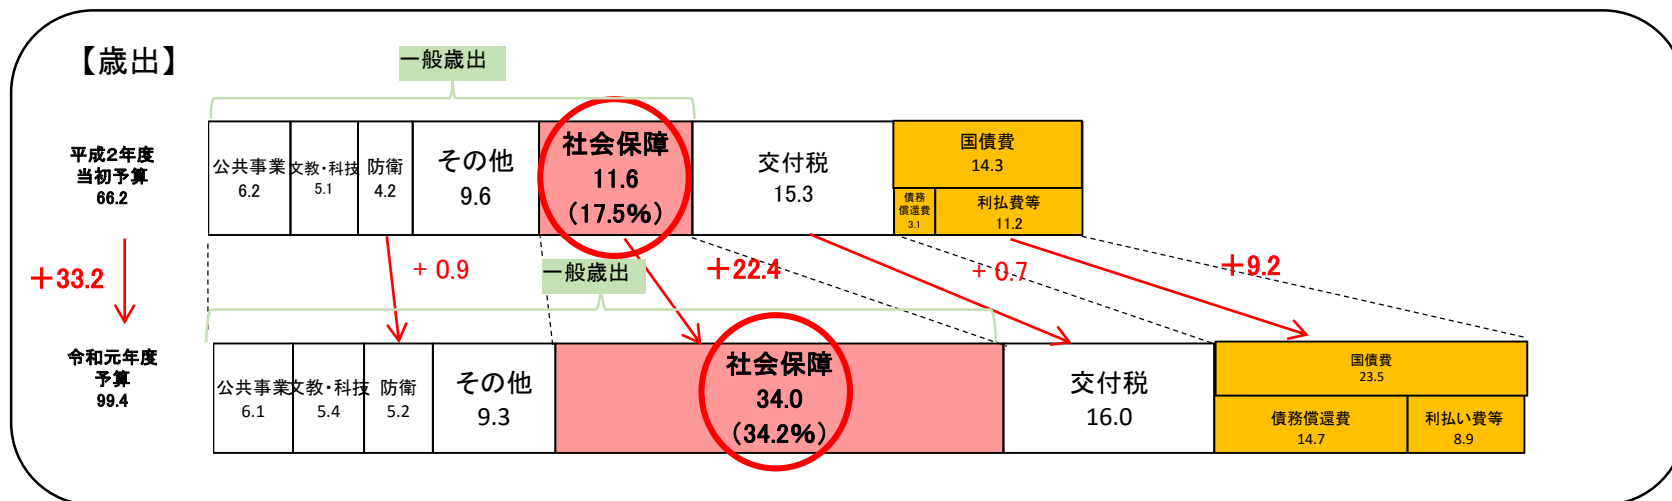 【歳出】
一般歳出
平成2年度
当初予算
66.2
公共事業
6.2
文教・科技
5.1
防衛
4.2
その他
9.6
社会保障
11.6
（17.5%）
交付税
15.3
国債費
14.3
債務
償還費
3.1
利払費等
11.2
＋33.2
+ 0.9
一般歳出
＋22.4
+ 0.7
＋9.2
令和元年度
予算
99.4
公共事業
6.1
文教・科技
5.4
防衛
5.2
その他
9.3
社会保障
34.0
（34.2%）
交付税
16.0
国債費
23.5
債務償還費
14.7
利払い費等
8.9